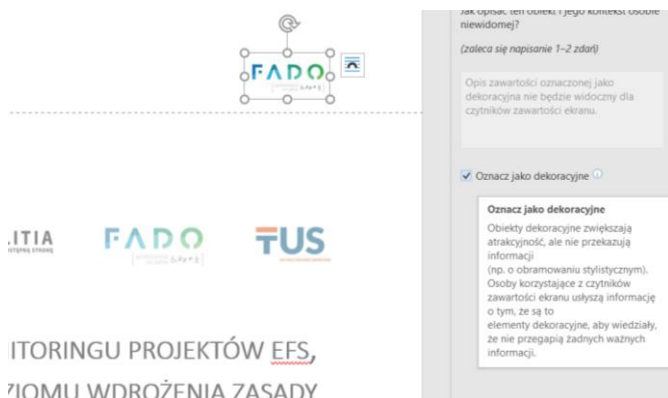 FADO
ITIA
FADO
TUS
ITORINGU PROJEKTÓW EFS,
ZIOMU WDROŻENIA ZASADY
Jak opisać ten obiekt i jego kontekst osobie
niewidomej?
(zaleca się napisanie 1–2 zdań)
Opis zawartości oznaczonej jako
dekoracyjna nie będzie widoczny dla
czytników zawartości ekranu.
Oznacz jako dekoracyjne
Oznacz jako dekoracyjne
Obiekty dekoracyjne zwiększają
atrakcyjność, ale nie przekazują
informacji
(np. o obramowaniu stylistycznym).
Osoby korzystające z czytników
zawartości ekranu usłyszą informację
o tym, że są to
elementy dekoracyjne, aby wiedziały,
że nie przegapią żadnych ważnych
informacji.